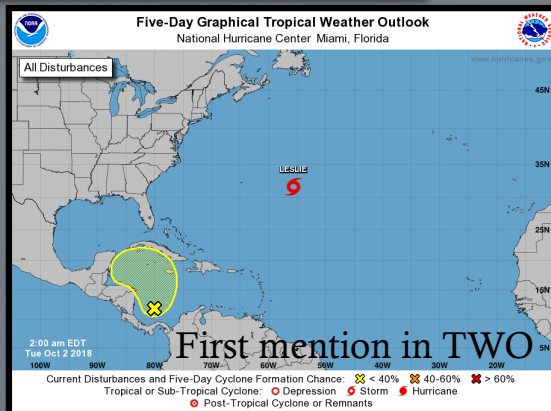 Five-Day Graphical Tropical Weather Outlook
National Hurricane Center Miami, Florida
NOAA
All Disturbances
www.hurricanes.gov
45N
35N
LESLIE
25N
15N
2:00 am EDT
Tue Oct 2 2018
First mention in TWO
5N
100W 90W 80W 70W 60W 50W 40W 30W 20W
Current Disturbances and Five-Day Cyclone Formation Chance: < 40% 40-60% > 60%
Tropical or Sub-Tropical Cyclone: Depression Storm Hurricane
Post-Tropical Cyclone or Remnants